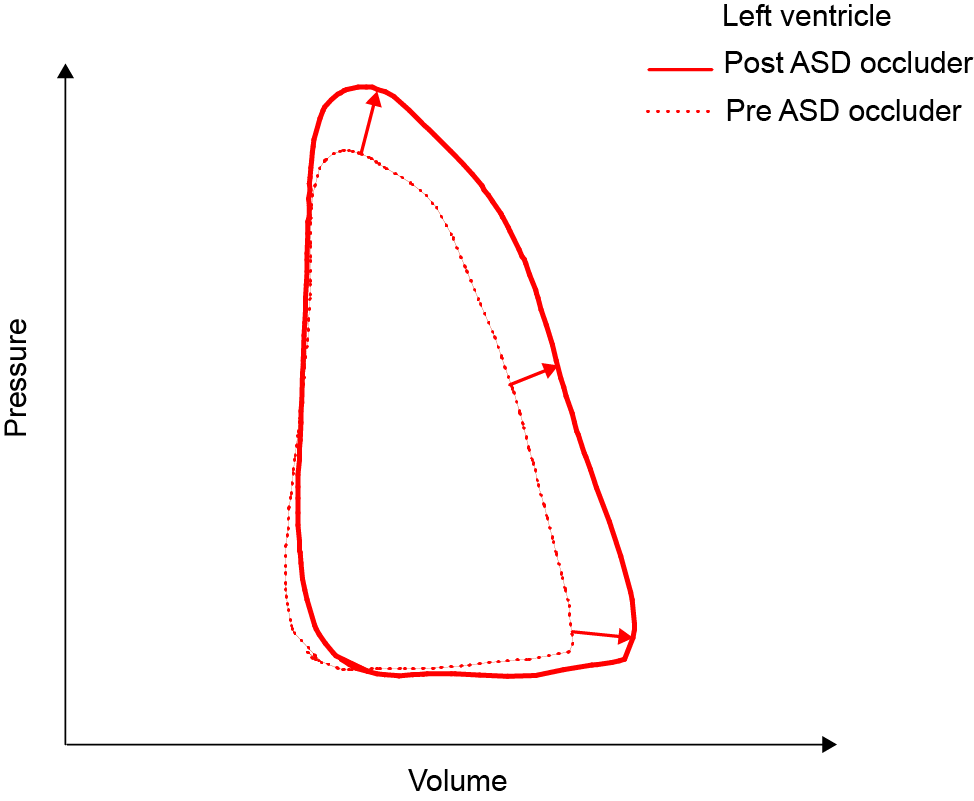 Left ventricle
Post ASD occluder
Pre ASD occluder
Pressure
Volume